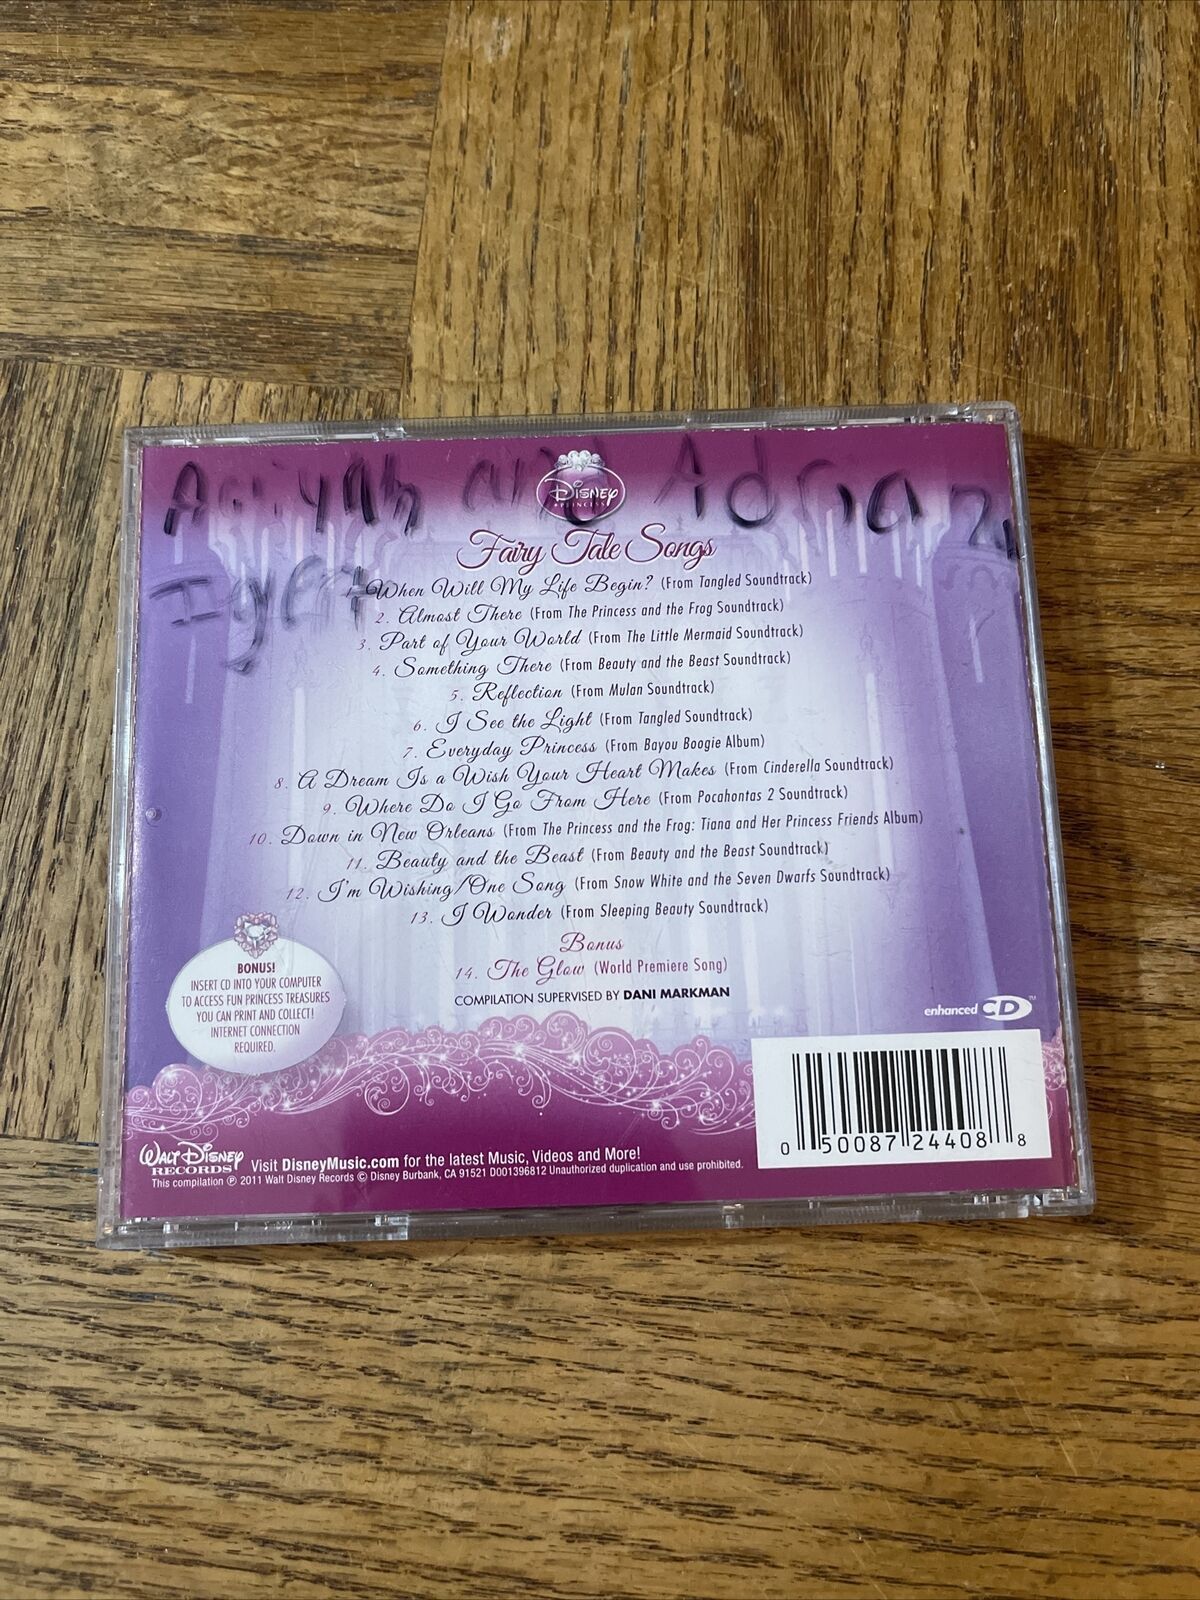 Disney
PRINCESS
and Adrian
Fairy Tale Songs
1. When Will My Life Begin? (From Tangled Soundtrack)
2. Almost There (From The Princess and the Frog Soundtrack)
3. Part of Your World (From The Little Mermaid Soundtrack)
4. Something There (From Beauty and the Beast Soundtrack)
5. Reflection (From Mulan Soundtrack)
6. I See the Light (From Tangled Soundtrack)
7. Everyday Princess (From Bayou Boogie Album)
8. A Dream Is a Wish Your Heart Makes (From Cinderella Soundtrack)
9. Where Do I Go From Here (From Pocahontas 2 Soundtrack)
10. Down in New Orleans (From The Princess and the Frog: Tiana and Her Princess Friends Album)
11. Beauty and the Beast (From Beauty and the Beast Soundtrack)
12. I'm Wishing/One Song (From Snow White and the Seven Dwarfs Soundtrack)
13. I Wonder (From Sleeping Beauty Soundtrack)
Bonus
14. The Glow (World Premiere Song)
COMPILATION SUPERVISED BY DANI MARKMAN
BONUS!
INSERT CD INTO YOUR COMPUTER
TO ACCESS FUN PRINCESS TREASURES
YOU CAN PRINT AND COLLECT!
INTERNET CONNECTION
REQUIRED.
enhanced CD™
0 50087 24408 8
WALT DISNEY
RECORDS
Visit DisneyMusic.com for the latest Music, Videos and More!
This compilation ℗ 2011 Walt Disney Records © Disney Burbank, CA 91521 D001396812 Unauthorized duplication and use prohibited.